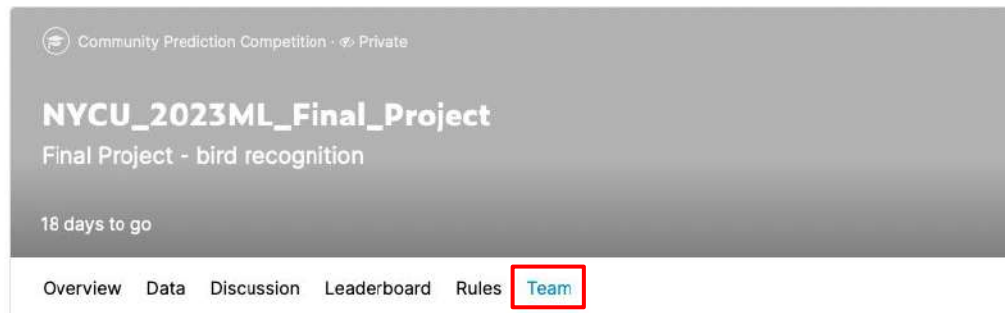 Community Prediction Competition · Private
NYCU_2023ML_Final_Project
Final Project - bird recognition
18 days to go
Overview Data Discussion Leaderboard Rules Team